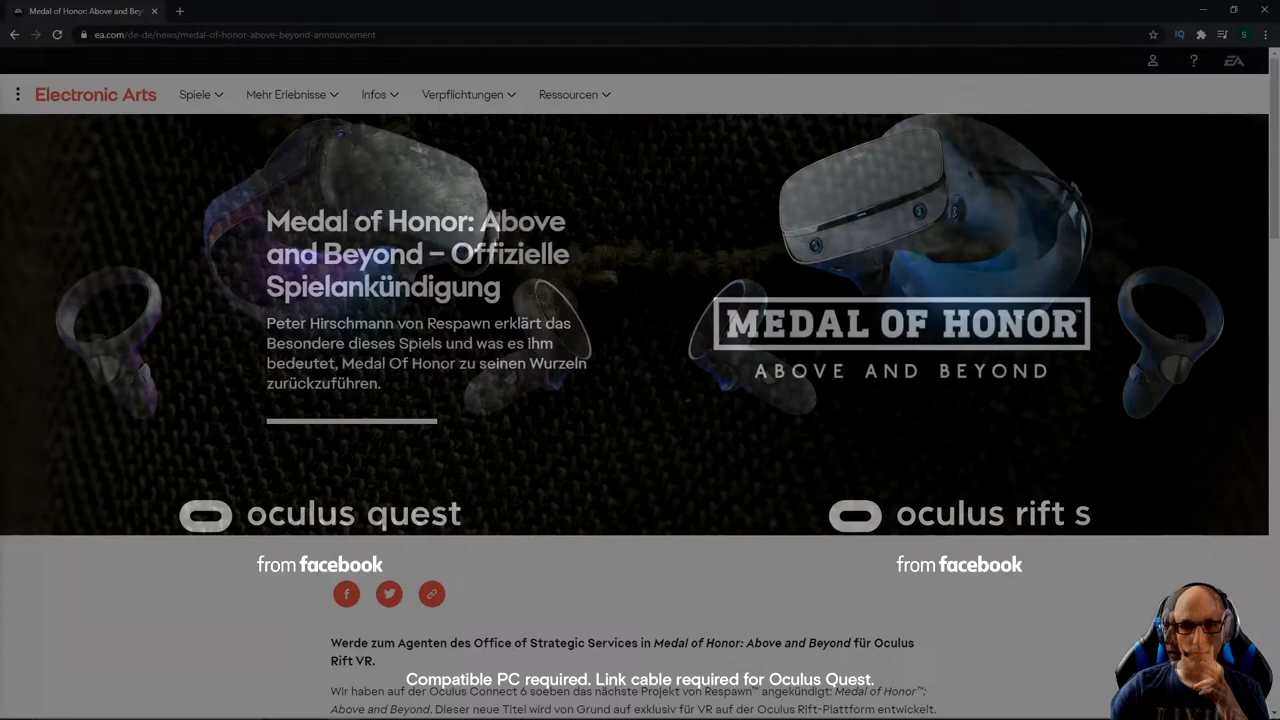 Medal of Honor: Above and Bey
ea.com/de-de/news/medal-of-honor-above-beyond-announcement
IQ
S
EA
Electronic Arts
Spiele
Mehr Erlebnisse
Infos
Verpflichtungen
Ressourcen
Medal of Honor: Above
and Beyond – Offizielle
Spielankündigung
Peter Hirschmann von Respawn erklärt das
Besondere dieses Spiels und was es ihm
bedeutet, Medal Of Honor zu seinen Wurzeln
zurückzuführen.
MEDAL OF HONOR™
ABOVE AND BEYOND
oculus quest
from facebook
oculus rift s
from facebook
Werde zum Agenten des Office of Strategic Services in Medal of Honor: Above and Beyond für Oculus
Rift VR.
Compatible PC required. Link cable required for Oculus Quest.
Wir haben auf der Oculus Connect 6 soeben das nächste Projekt von Respawn™ angekündigt: Medal of Honor™:
Above and Beyond. Dieser neue Titel wird von Grund auf exklusiv für VR auf der Oculus Rift-Plattform entwickelt.